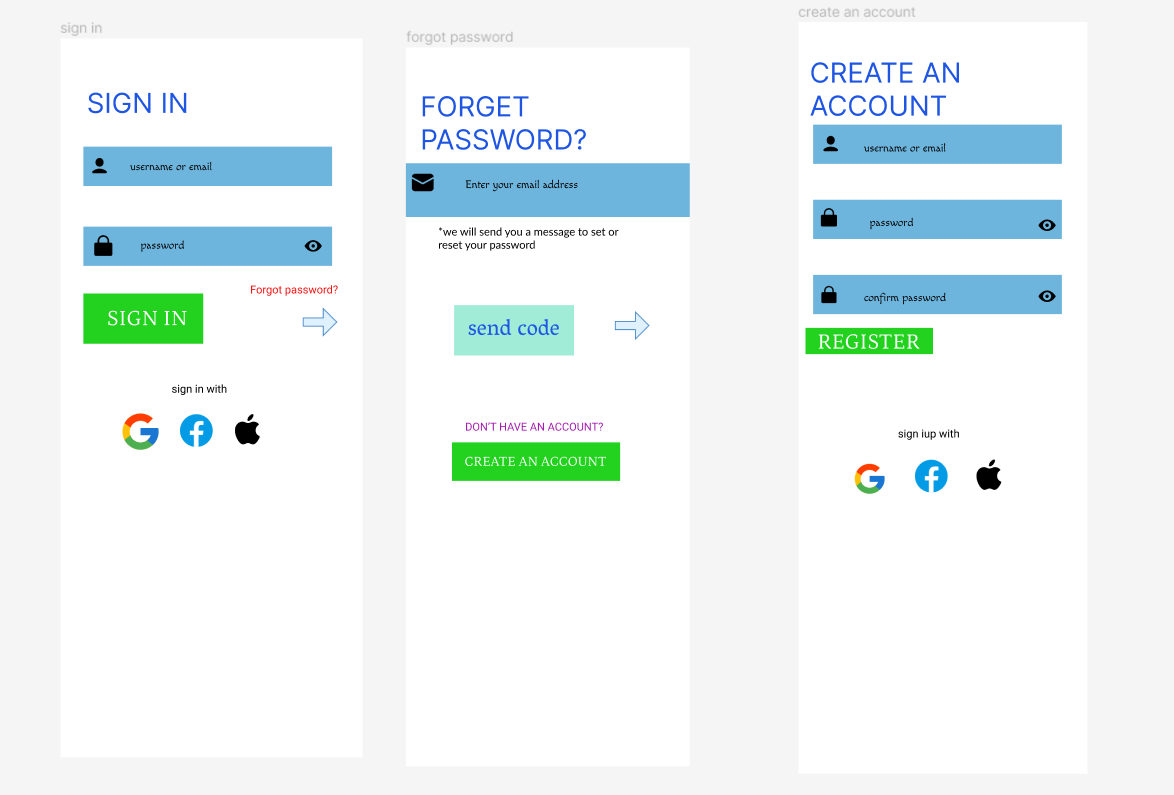 sign in
SIGN IN
username or email
password
Forgot password?
SIGN IN
sign in with
forgot password
FORGET
PASSWORD?
Enter your email address
*we will send you a message to set or
reset your password
send code
DON'T HAVE AN ACCOUNT?
CREATE AN ACCOUNT
create an account
CREATE AN
ACCOUNT
username or email
password
confirm password
REGISTER
sign iup with